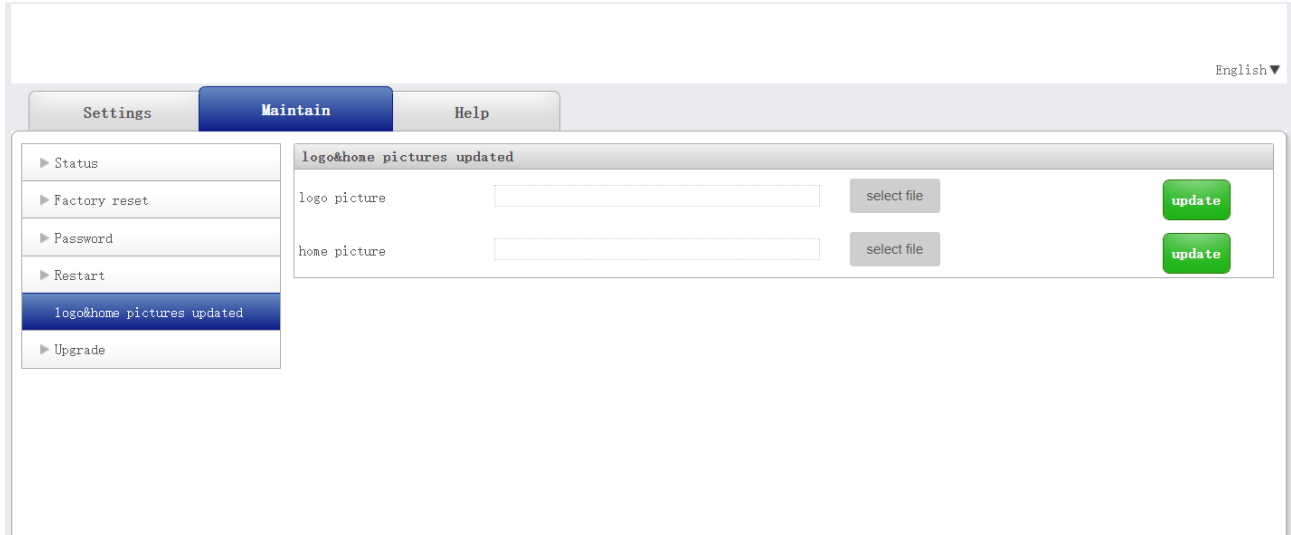 English▼
Settings Maintain Help
Status
Factory reset
Password
Restart
logo&home pictures updated
Upgrade
logo&home pictures updated
logo picture select file update
home picture select file update